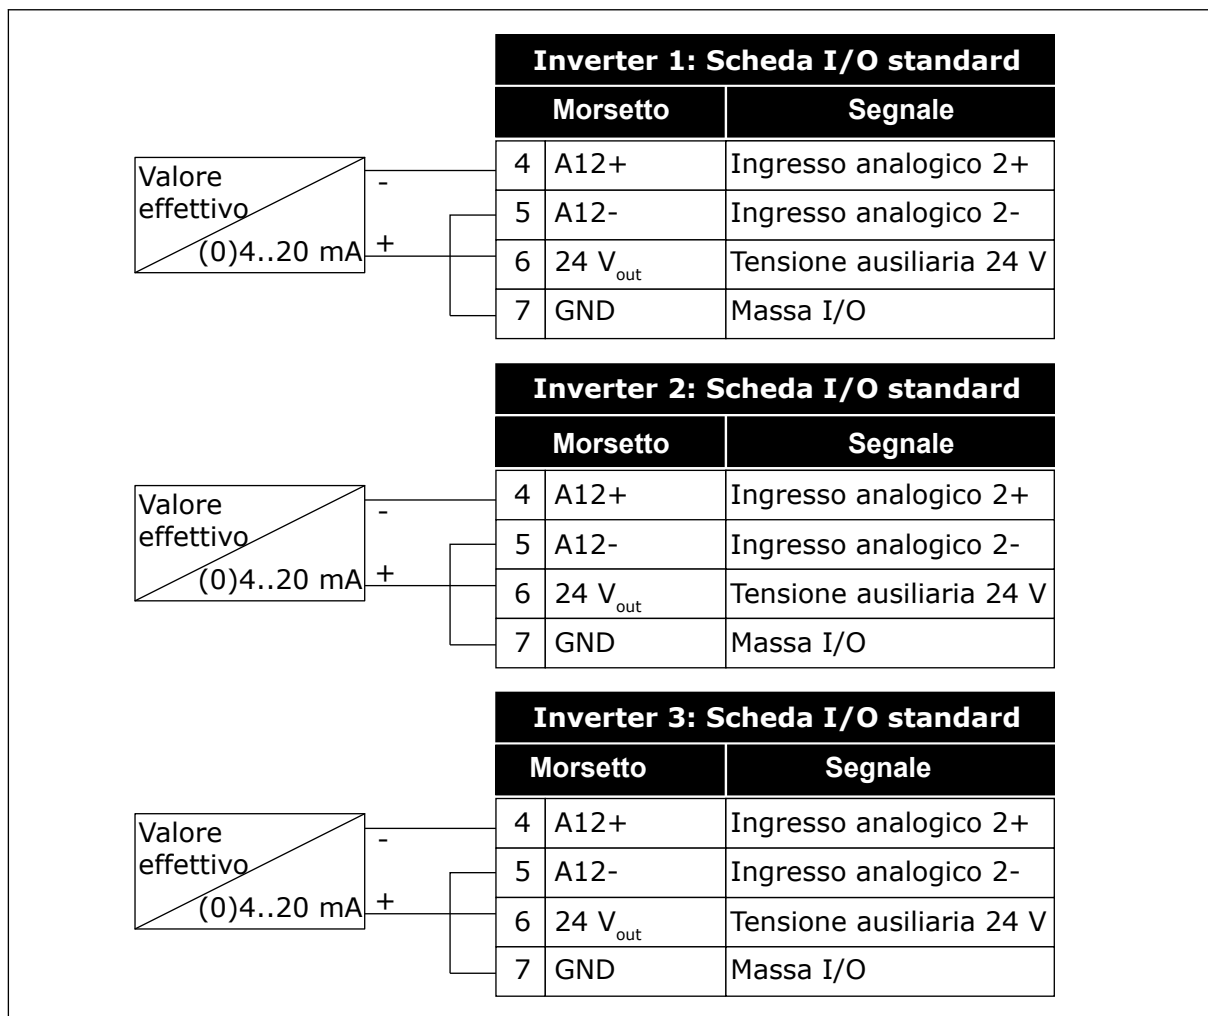 Inverter 1: Scheda I/O standard
Morsetto Segnale
Valore
effettivo
(0)4..20 mA
-
+
4 A12+ Ingresso analogico 2+
5 A12- Ingresso analogico 2-
6 24 Vout Tensione ausiliaria 24 V
7 GND Massa I/O
Inverter 2: Scheda I/O standard
Morsetto Segnale
Valore
effettivo
(0)4..20 mA
-
+
4 A12+ Ingresso analogico 2+
5 A12- Ingresso analogico 2-
6 24 Vout Tensione ausiliaria 24 V
7 GND Massa I/O
Inverter 3: Scheda I/O standard
Morsetto Segnale
Valore
effettivo
(0)4..20 mA
-
+
4 A12+ Ingresso analogico 2+
5 A12- Ingresso analogico 2-
6 24 Vout Tensione ausiliaria 24 V
7 GND Massa I/O